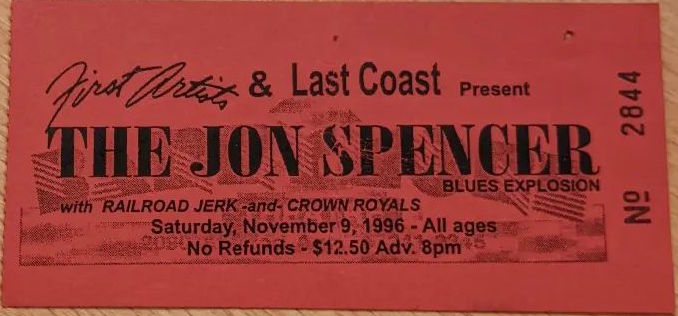 First Artists & Last Coast Present
THE JON SPENCER
BLUES EXPLOSION
with RAILROAD JERK -and- CROWN ROYALS
Saturday, November 9, 1996 - All ages
No Refunds - $12.50 Adv. 8pm
Nº 2844